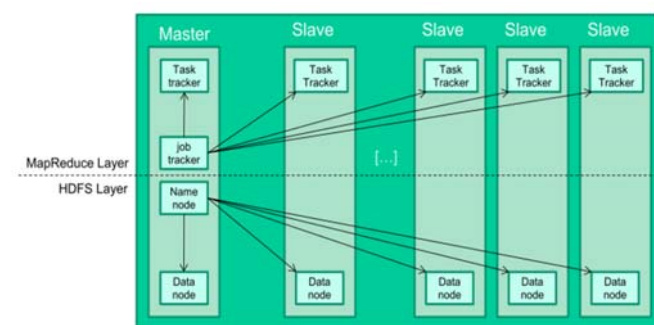 Master
Slave
Slave
Slave
Slave
Task
tracker
Task
Tracker
Task
Tracker
Task
Tracker
Task
Tracker
job
tracker
[...]
MapReduce Layer
HDFS Layer
Name
node
Data
node
Data
node
Data
node
Data
node
Data
node